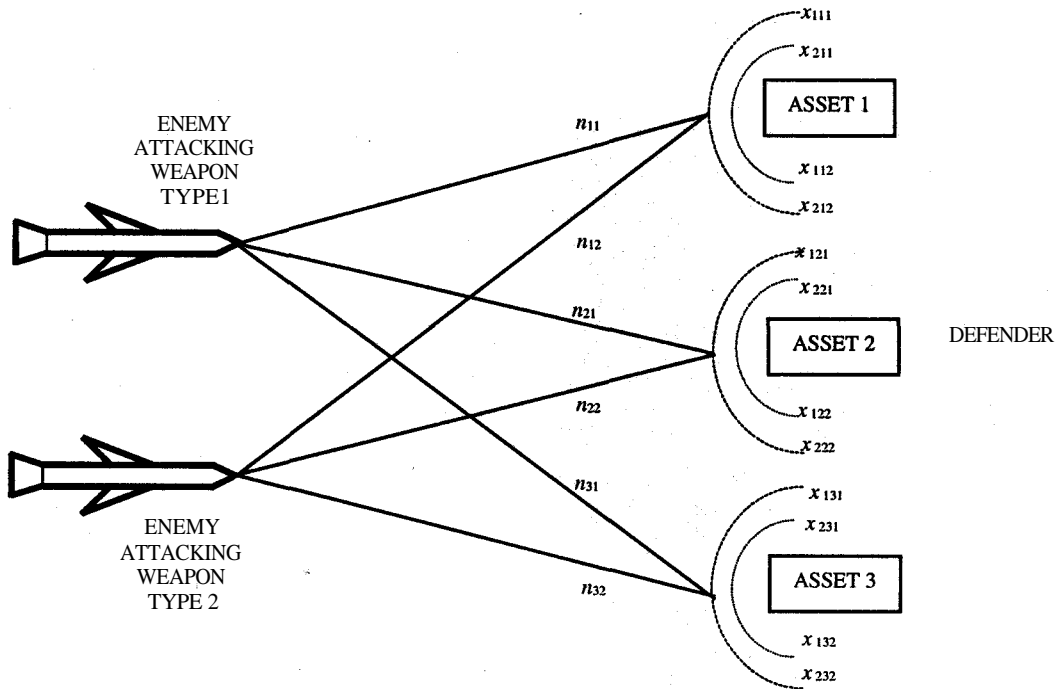 x111
x211
ASSET 1
x112
x212
ENEMY
ATTACKING
WEAPON
TYPE1
n11
n12
x121
x221
n21
ASSET 2
DEFENDER
n22
x122
x222
n31
x131
x231
ENEMY
ATTACKING
WEAPON
TYPE 2
n32
ASSET 3
x132
x232